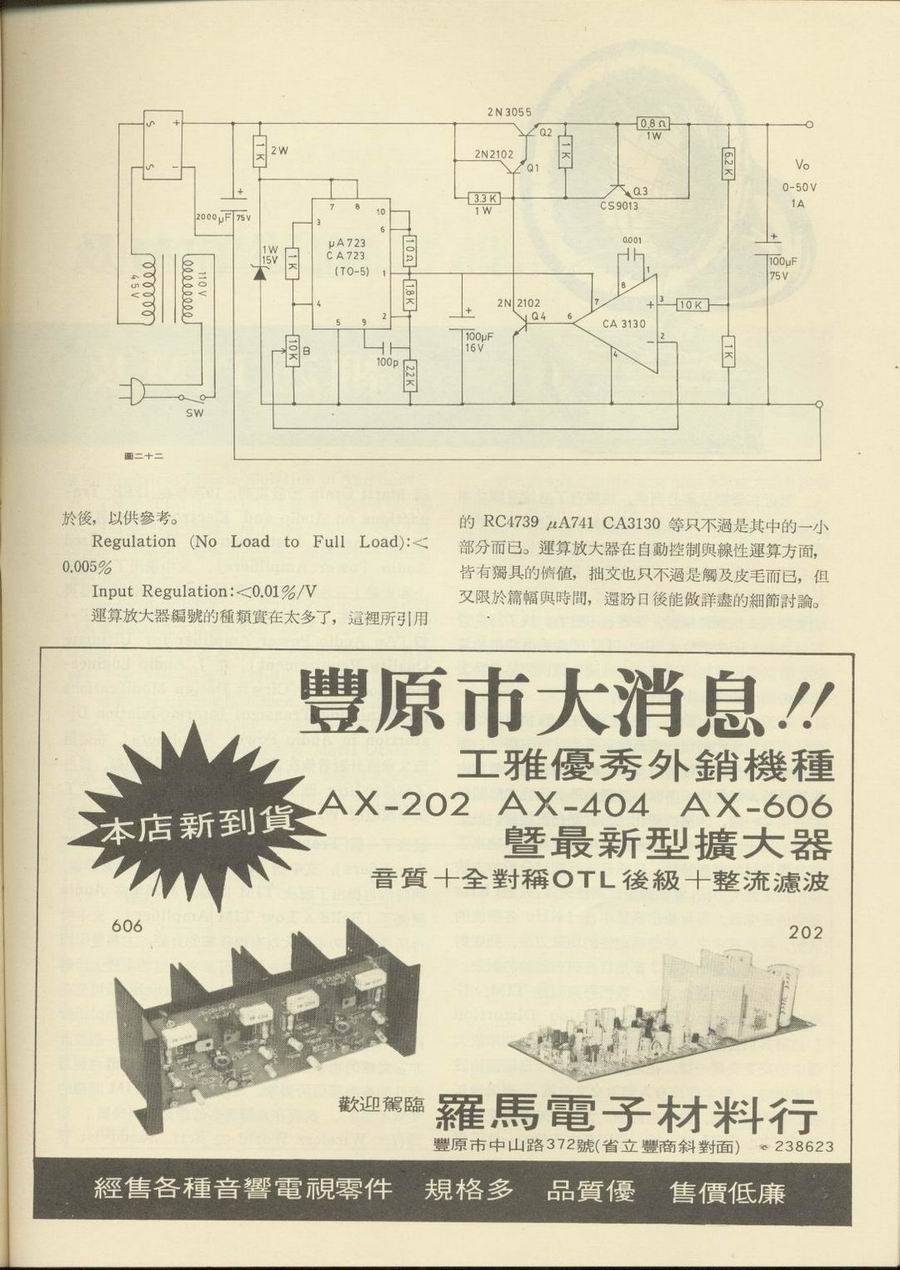 2N3055
Q2
2N2102
Q1
1K
2W
3.3K
1W
1K
0.8Ω
1W
Q3
CS9013
6.2K
Vo
0-50V
1A
S
+
S
−
+
2000μF 75V
1W
15V
3
7
8
10
6
μA723
CA723
(TO-5)
1K
4
1
2
5
9
10Ω
1.8K
100p
2.2K
10K
B
45V
110V
SW
+
100μF
16V
2N2102
Q4
0.001
8
1
7
6
CA 3130
+
3
−
2
4
10K
1K
+
100μF
75V
圖二十二
於後，以供參考。
Regulation (No Load to Full Load):<
0.005%
Input Regulation:<0.01%/V
運算放大器編號的種類實在太多了，這裡所引用
的 RC4739 μA741 CA3130 等只不過是其中的一小
部分而已。運算放大器在自動控制與線性運算方面，
皆有獨具的價值，拙文也只不過是觸及皮毛而已，但
又限於篇幅與時間，還盼日後能做詳盡的細節討論。
豐原市大消息!!
工雅優秀外銷機種
AX-202 AX-404 AX-606
本店新到貨
暨最新型擴大器
音質＋全對稱OTL後級＋整流濾波
606
202
歡迎駕臨 羅馬電子材料行
豐原市中山路372號(省立豐商斜對面) 238623
經售各種音響電視零件 規格多 品質優 售價低廉